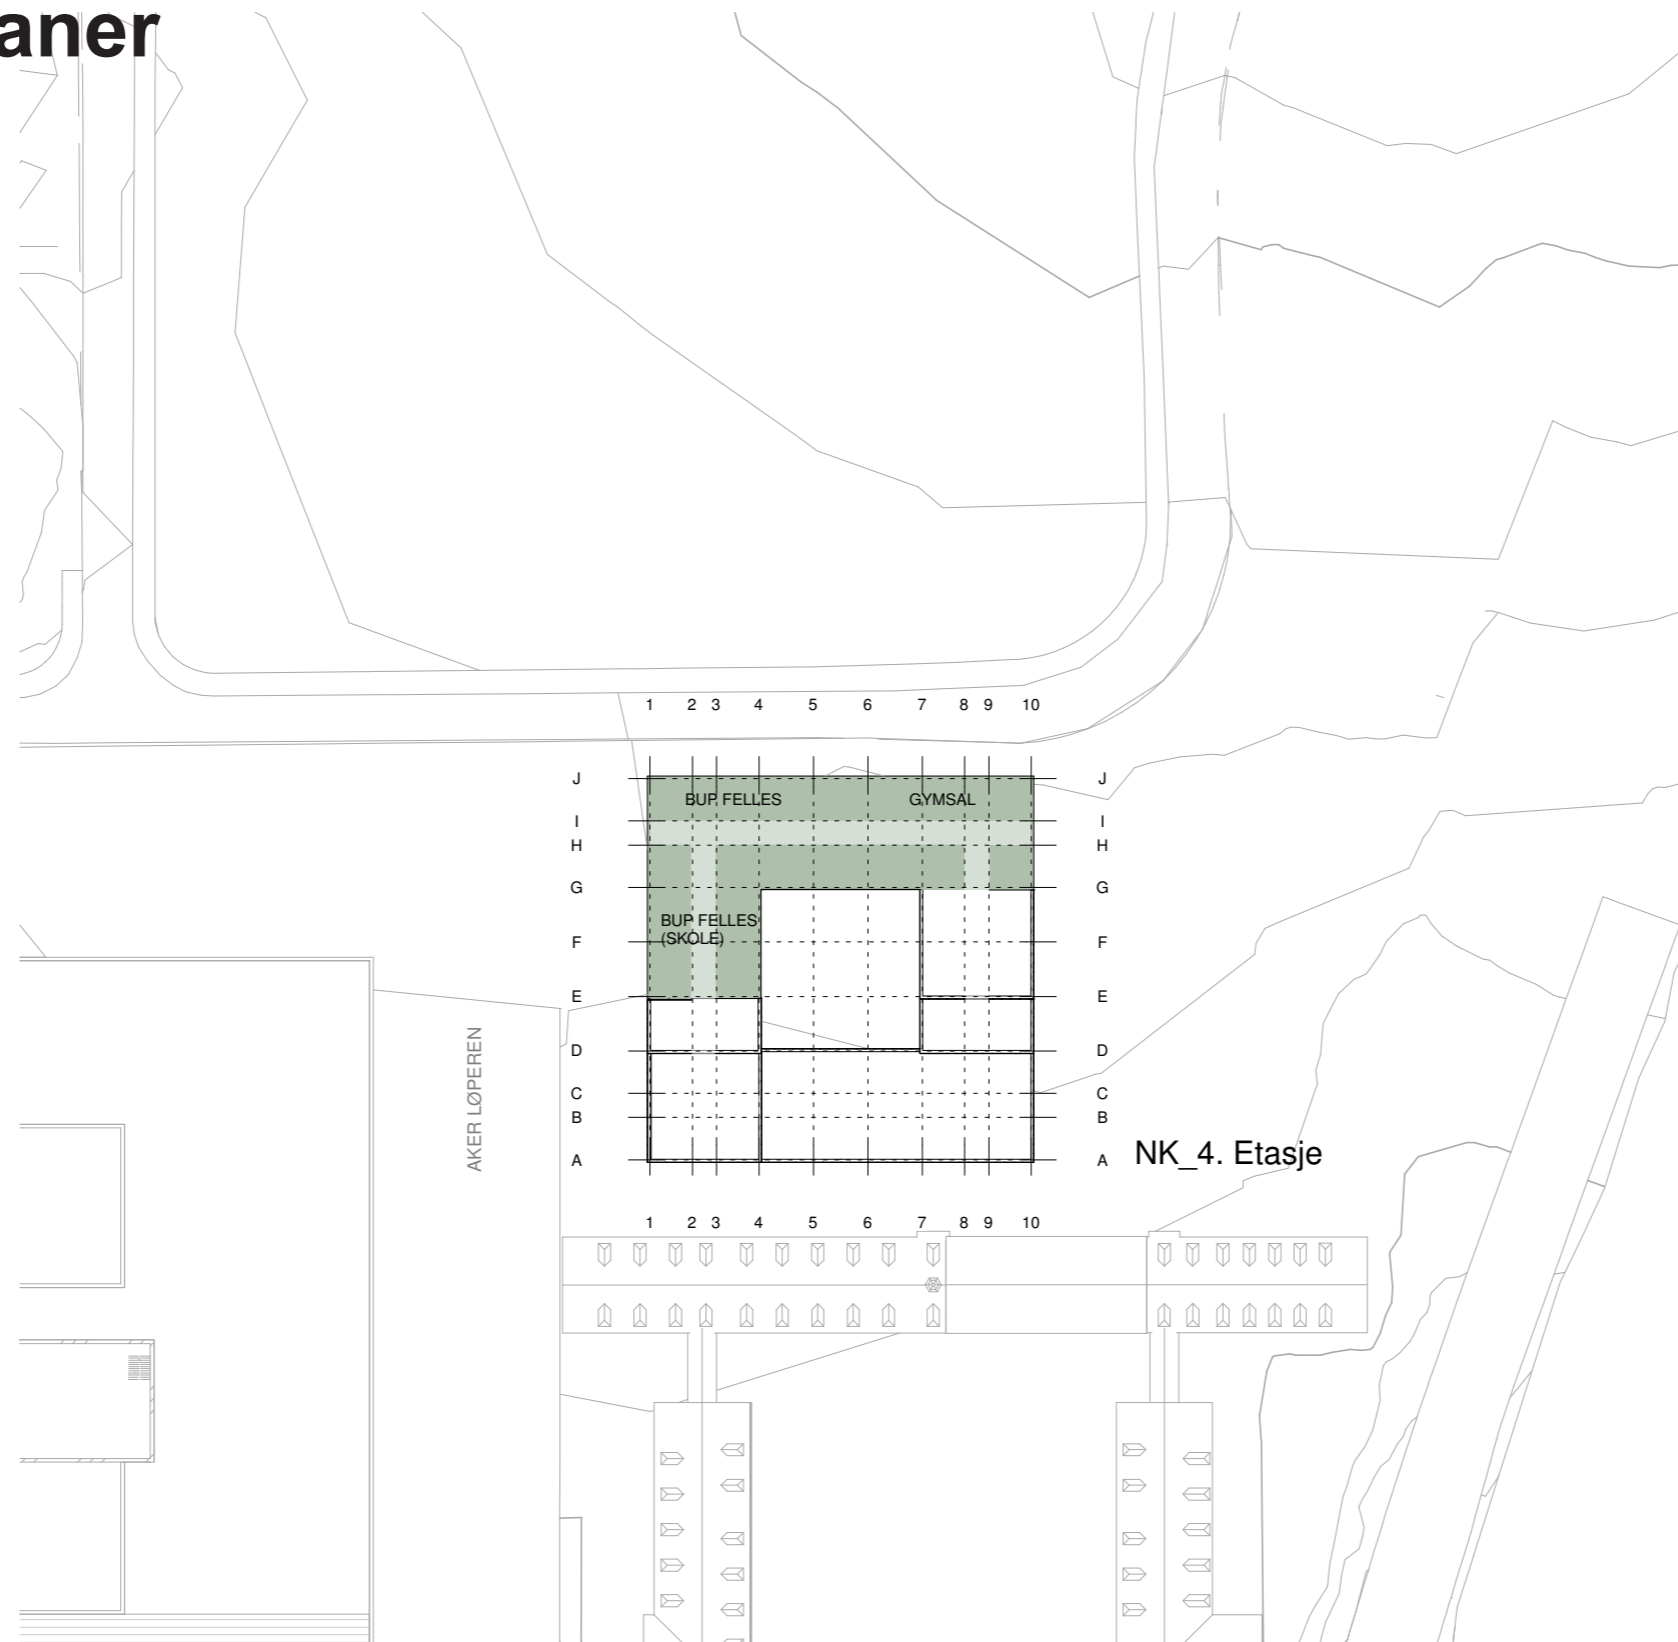 aner
1 2 3 4 5 6 7 8 9 10
J J
BUP FELLES GYMSAL
I I
H H
G G
BUP FELLES
(SKOLE)
F F
E E
D D
C C
B B
A A
AKER LØPEREN
NK_4. Etasje
1 2 3 4 5 6 7 8 9 10